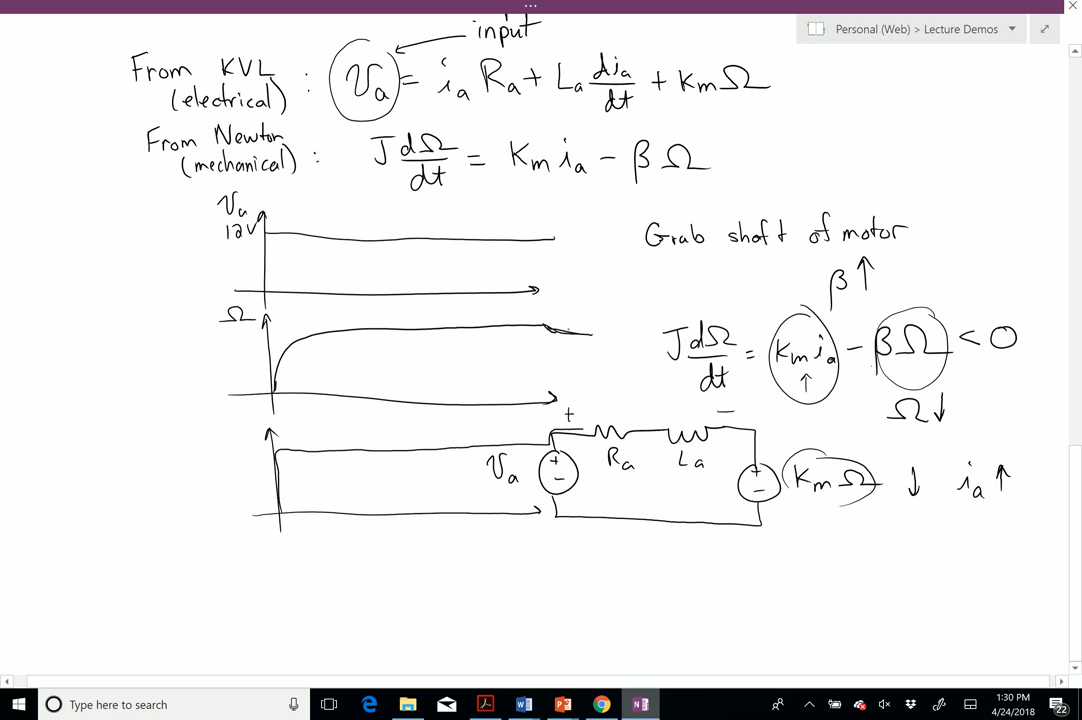 input
Personal (Web) > Lecture Demos
From KVL (electrical) : Va = ia Ra + La dia/dt + KmΩ
From Newton (mechanical) : J dΩ/dt = Km ia − βΩ
Va
12V
Grab shaft of motor
β↑
Ω
J dΩ/dt = Km ia − βΩ < 0
↑
Ω↓
+ −
Ra La
Va + − + − KmΩ ↓ ia ↑
Type here to search
1:30 PM
4/24/2018
22